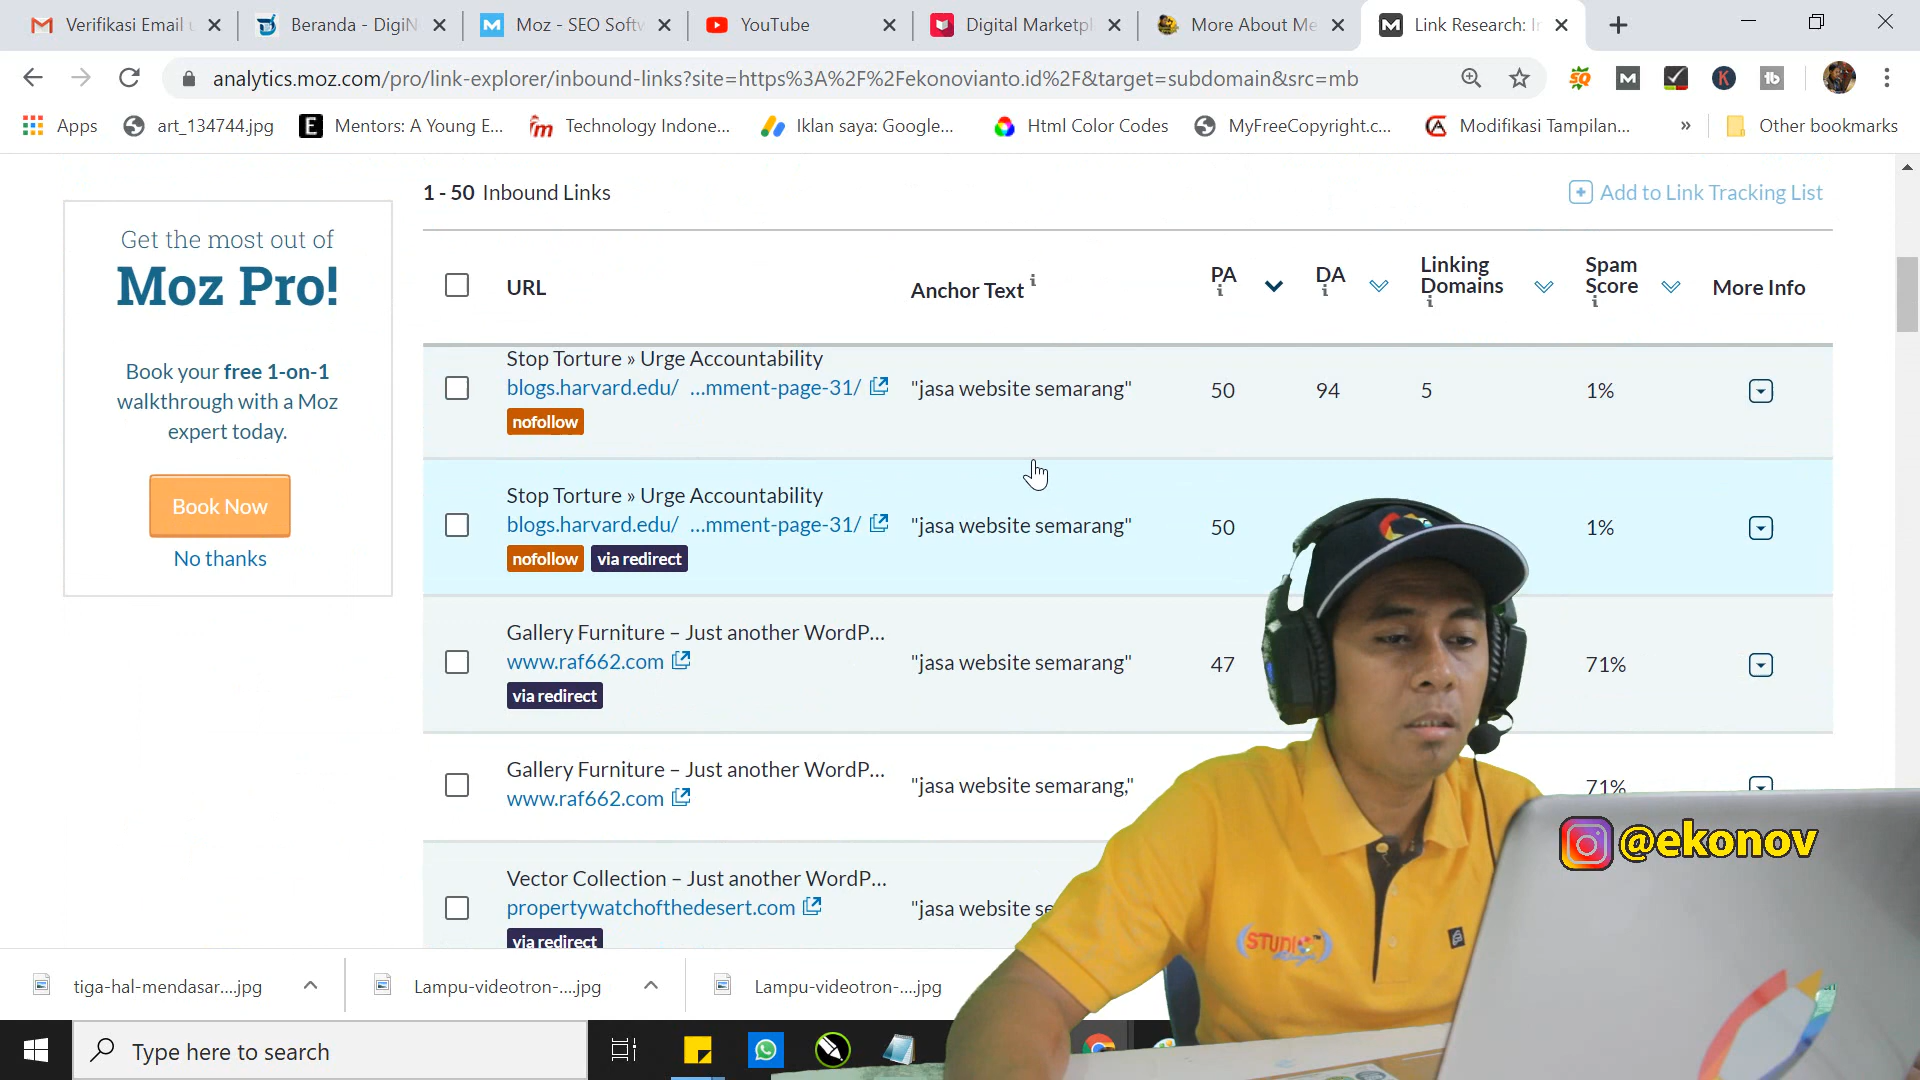 Verifikasi Email u
Beranda - DigiN
Moz - SEO Softw
YouTube
Digital Marketpl
More About Me
Link Research: In
analytics.moz.com/pro/link-explorer/inbound-links?site=https%3A%2F%2Fekonovianto.id%2F&target=subdomain&src=mb
Apps
art_134744.jpg
Mentors: A Young E...
Technology Indone...
Iklan saya: Google...
Html Color Codes
MyFreeCopyright.c...
Modifikasi Tampilan...
»
Other bookmarks
1 - 50 Inbound Links
Add to Link Tracking List
Get the most out of
Moz Pro!
Book your free 1-on-1
walkthrough with a Moz
expert today.
Book Now
No thanks
URL
Anchor Text
PA
DA
Linking
Domains
Spam
Score
More Info
Stop Torture » Urge Accountability
blogs.harvard.edu/ ...mment-page-31/
nofollow
"jasa website semarang"
50
94
5
1%
Stop Torture » Urge Accountability
blogs.harvard.edu/ ...mment-page-31/
nofollow via redirect
"jasa website semarang"
50
1%
Gallery Furniture – Just another WordP...
www.raf662.com
via redirect
"jasa website semarang"
47
71%
Gallery Furniture – Just another WordP...
www.raf662.com
"jasa website semarang,"
71%
Vector Collection – Just another WordP...
propertywatchofthedesert.com
via redirect
"jasa website se
@ekonov
STUDIO
tiga-hal-mendasar....jpg
Lampu-videotron-....jpg
Lampu-videotron-....jpg
Type here to search